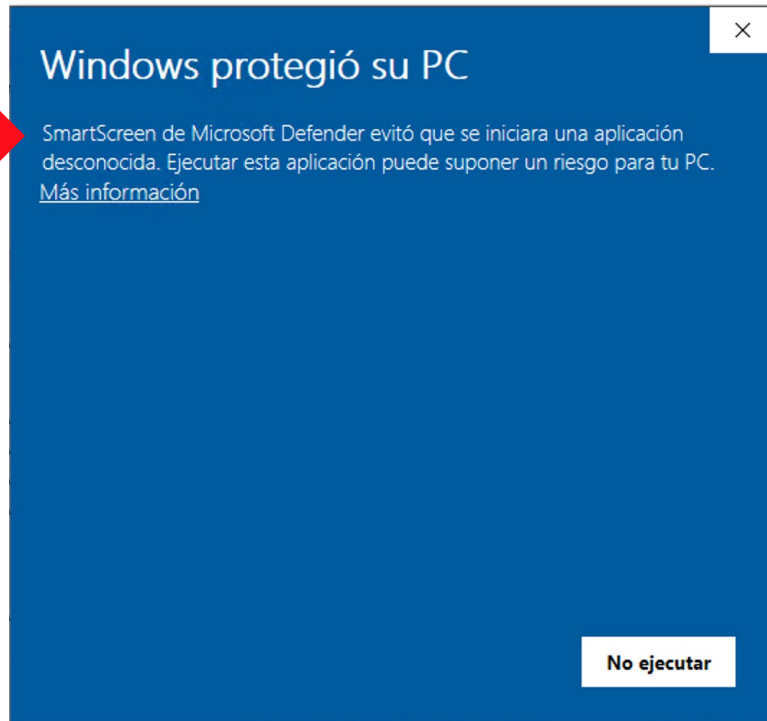 Windows protegió su PC
SmartScreen de Microsoft Defender evitó que se iniciara una aplicación
desconocida. Ejecutar esta aplicación puede suponer un riesgo para tu PC.
Más información
No ejecutar